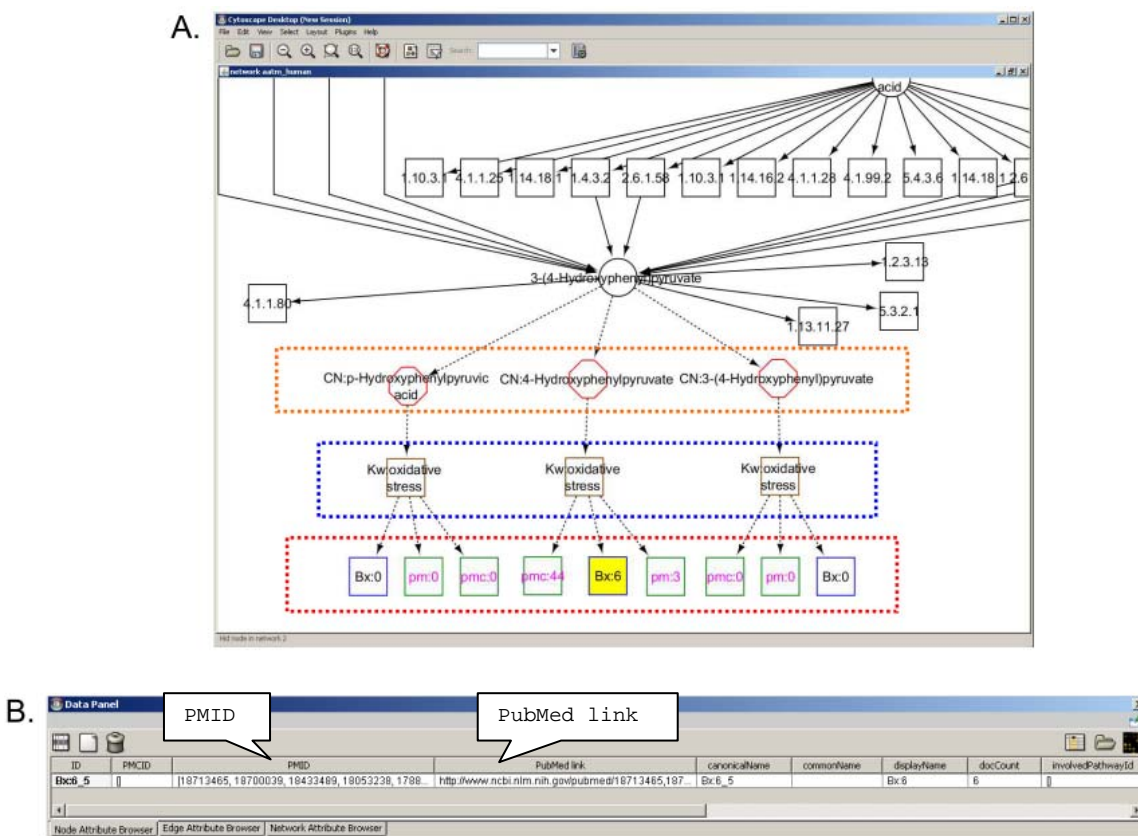 A.
Cytoscape Desktop (New Session)
File Edit View Select Layout Plugins Help
Search:
network aatm_human
acid
1.10.3.1 4.1.1.25 1.14.18.1 1.4.3.2 2.6.1.58 1.10.3.1 1.14.16.2 4.1.1.28 4.1.99.2 5.4.3.6 1.14.18.1 2.6
1.2.3.13
3-(4-Hydroxyphenyl)pyruvate
4.1.1.80
5.3.2.1
1.13.11.27
CN:p-Hydroxyphenylpyruvic acid
CN:4-Hydroxyphenylpyruvate
CN:3-(4-Hydroxyphenyl)pyruvate
Kw:oxidative stress
Kw:oxidative stress
Kw:oxidative stress
Bx:0 pm:0 pmc:0 pmc:44 Bx:6 pm:3 pmc:0 pm:0 Bx:0
B.
Data Panel
PMID
PubMed link
ID PMCID PMID PubMed link canonicalName commonName displayName docCount involvedPathwayId
Bx:6_5 [] [18713465, 18700039, 18433489, 18053238, 1788... http://www.ncbi.nlm.nih.gov/pubmed/18713465,187... Bx:6_5 Bx:6 6 []
Node Attribute Browser Edge Attribute Browser Network Attribute Browser